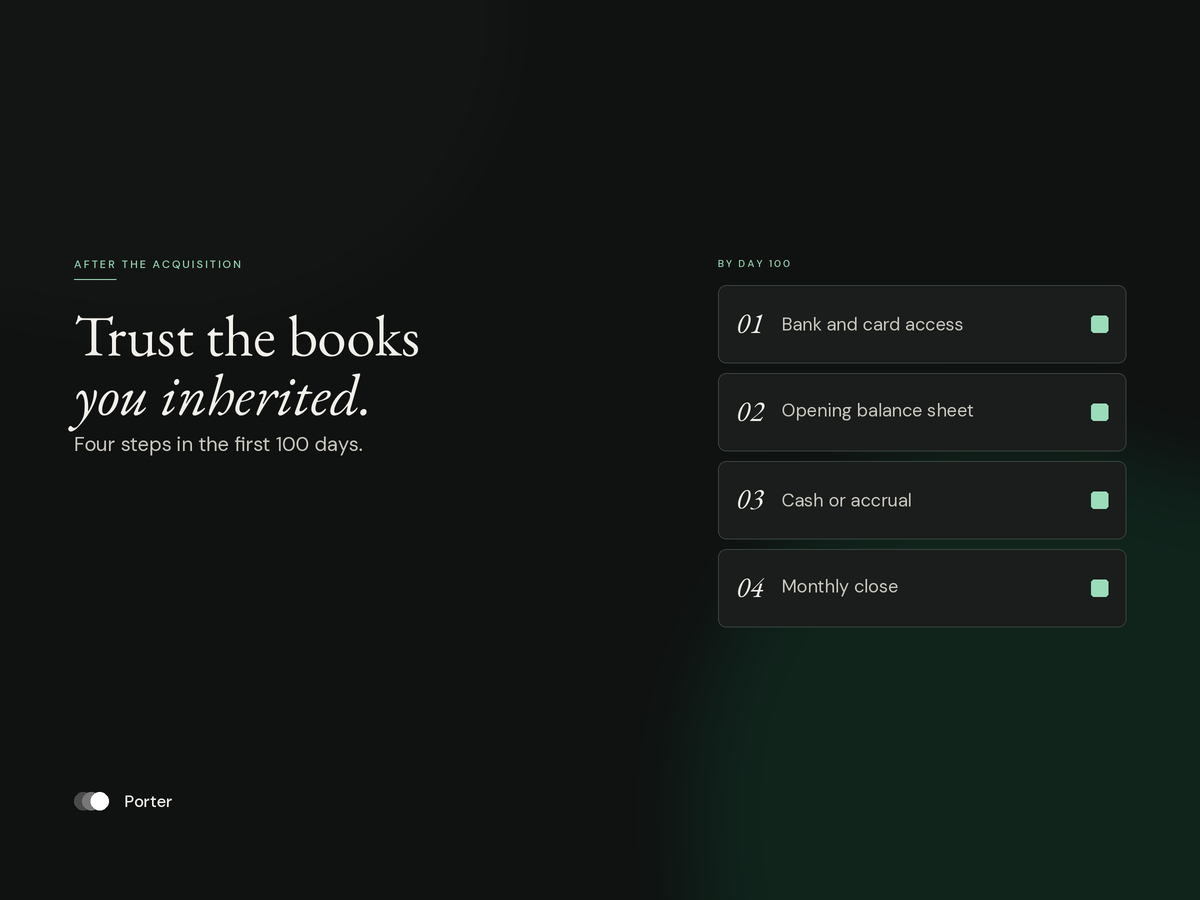 AFTER THE ACQUISITION
Trust the books
you inherited.
Four steps in the first 100 days.
BY DAY 100
01 Bank and card access
02 Opening balance sheet
03 Cash or accrual
04 Monthly close
Porter